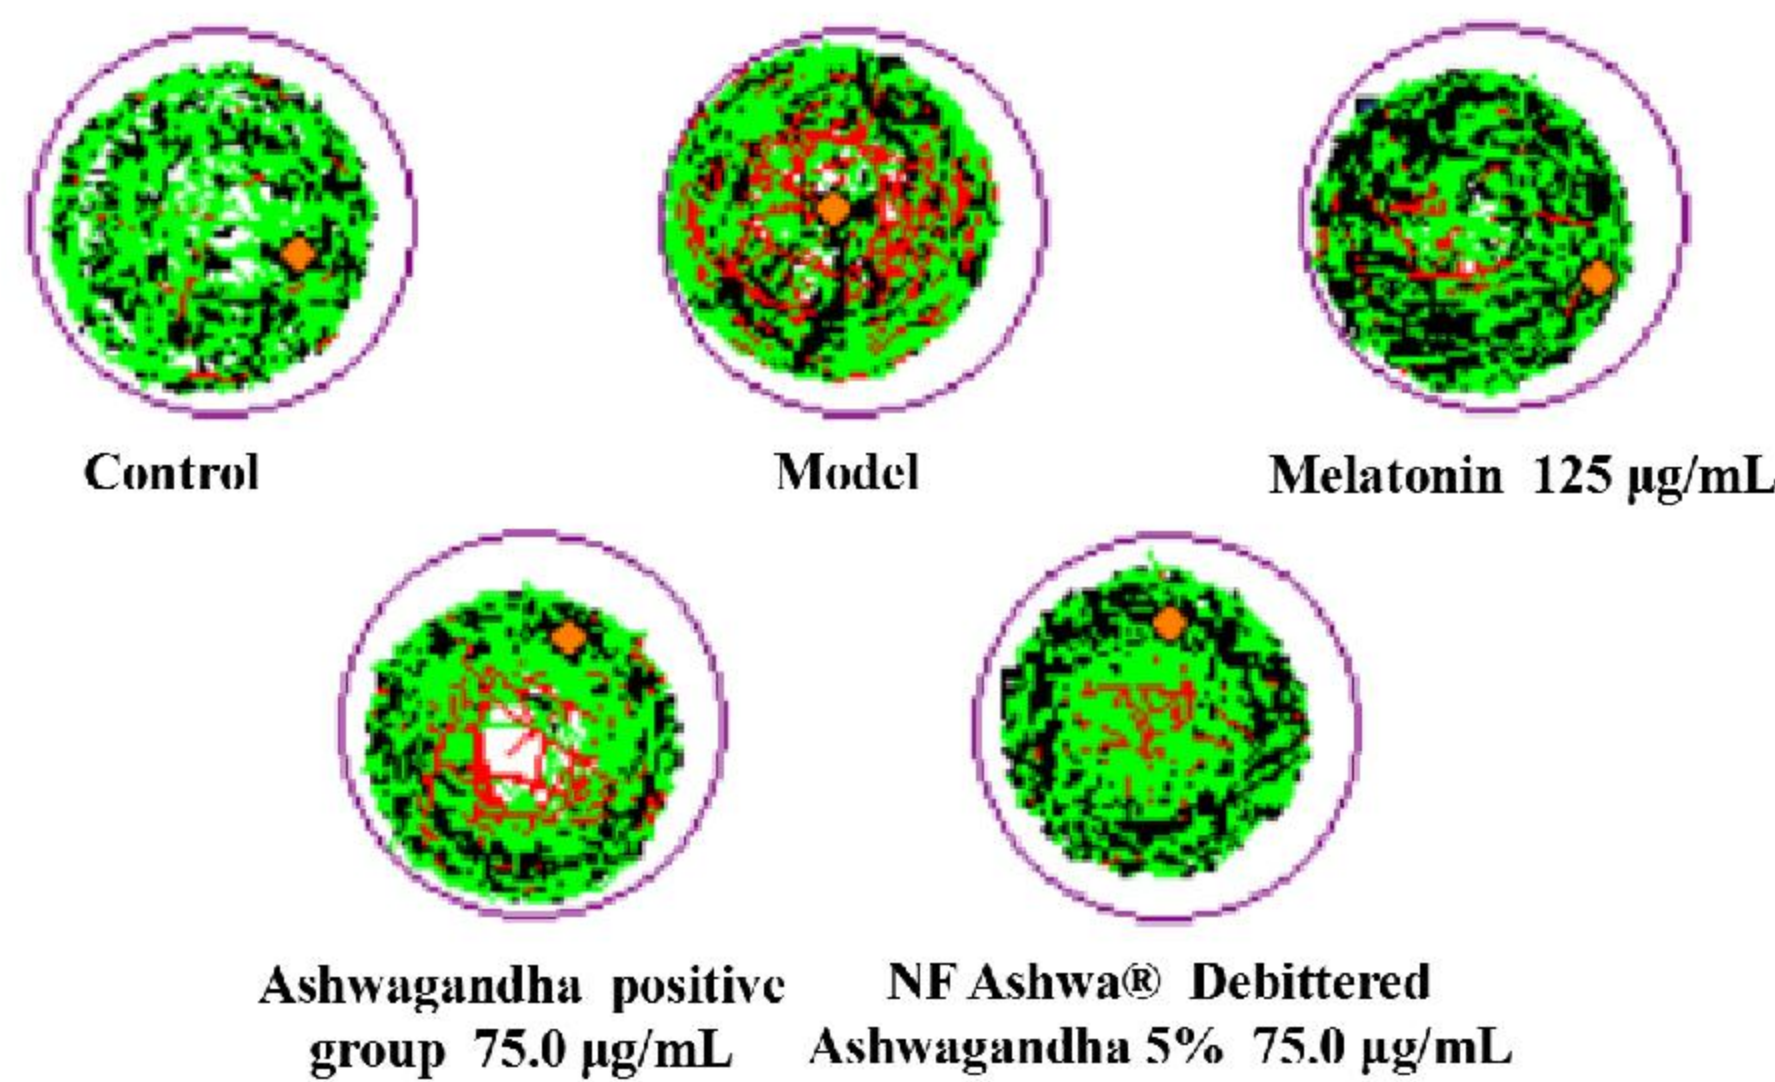 Control
Model
Melatonin 125 μg/mL
Ashwagandha positive
group 75.0 μg/mL
NF Ashwa® Debittered
Ashwagandha 5% 75.0 μg/mL